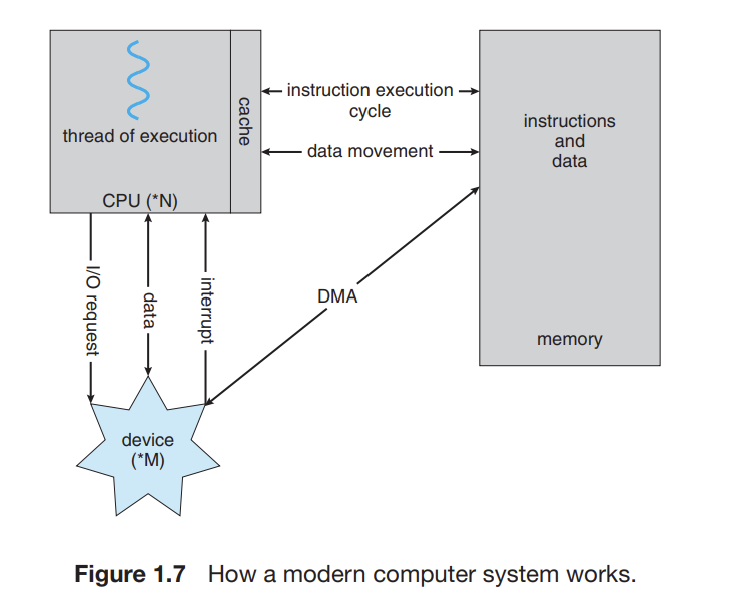 thread of execution
CPU (*N)
cache
instruction execution
cycle
data movement
instructions
and
data
memory
I/O request
data
interrupt
DMA
device
(*M)
Figure 1.7 How a modern computer system works.